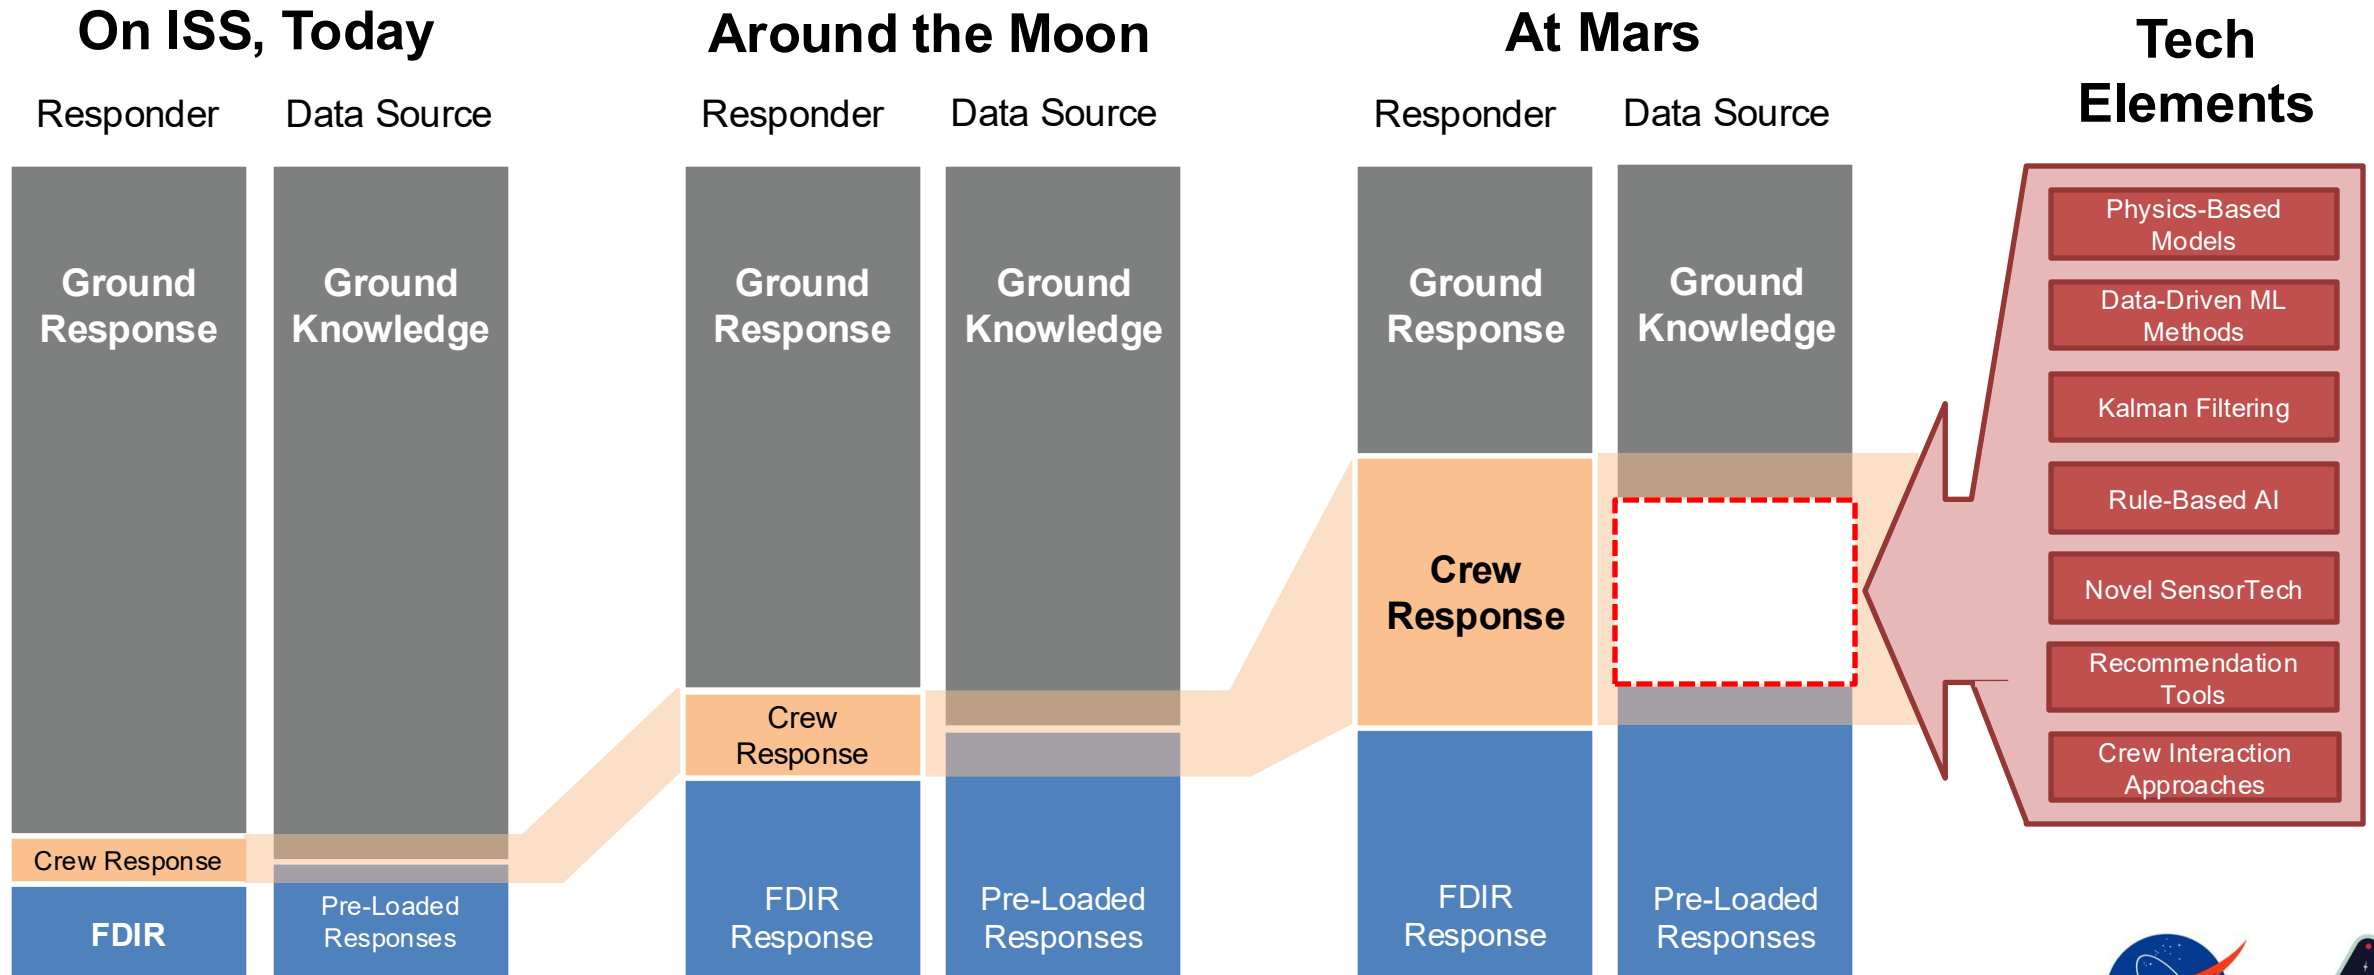 On ISS, Today
Responder
Data Source
Ground
Response
Ground
Knowledge
Crew Response
FDIR
Pre-Loaded
Responses
Around the Moon
Responder
Data Source
Ground
Response
Ground
Knowledge
Crew
Response
FDIR
Response
Pre-Loaded
Responses
At Mars
Responder
Data Source
Ground
Response
Ground
Knowledge
Crew
Response
FDIR
Response
Pre-Loaded
Responses
Tech
Elements
Physics-Based
Models
Data-Driven ML
Methods
Kalman Filtering
Rule-Based AI
Novel SensorTech
Recommendation
Tools
Crew Interaction
Approaches